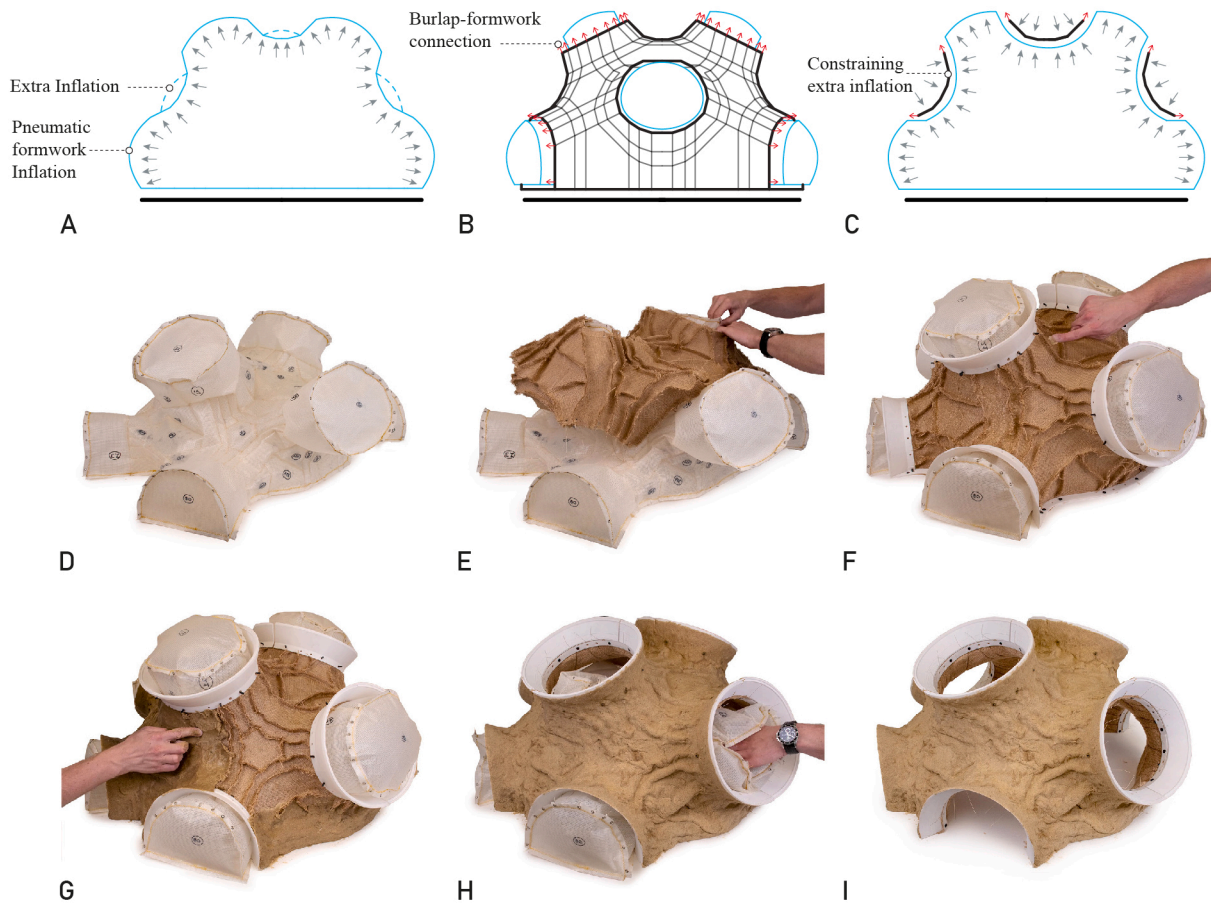 Extra Inflation
Pneumatic
formwork
Inflation
A
Burlap-formwork
connection
B
Constraining
extra inflation
C
D
E
F
G
H
I